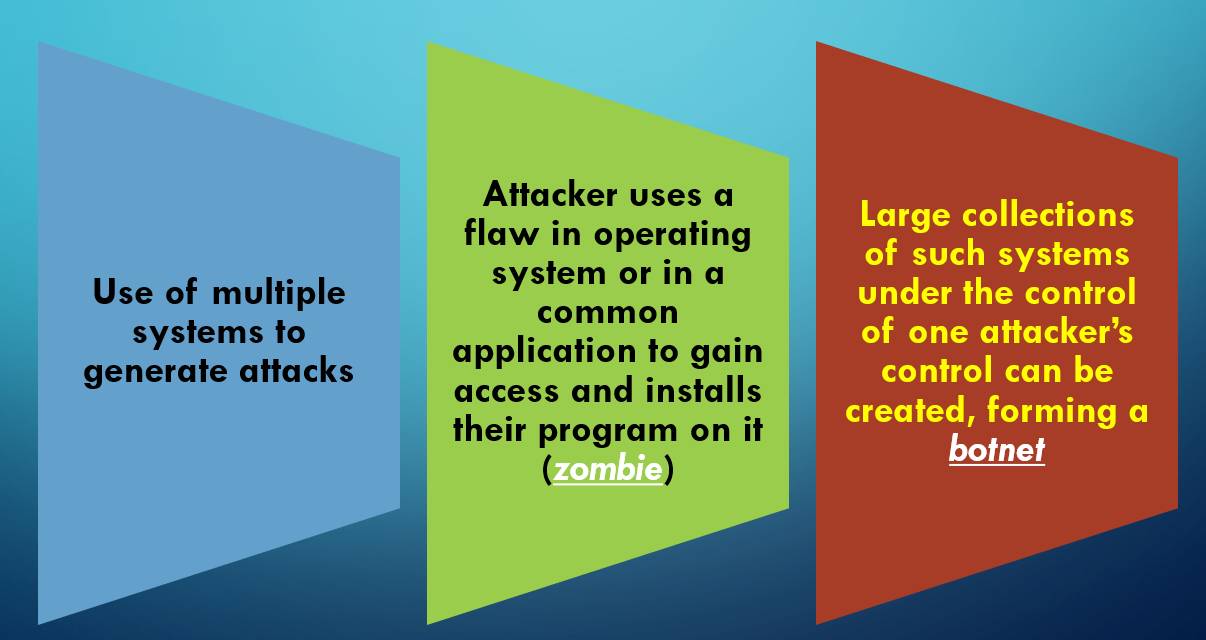 Use of multiple
systems to
generate attacks
Attacker uses a
flaw in operating
system or in a
common
application to gain
access and installs
their program on it
(zombie)
Large collections
of such systems
under the control
of one attacker’s
control can be
created, forming a
botnet